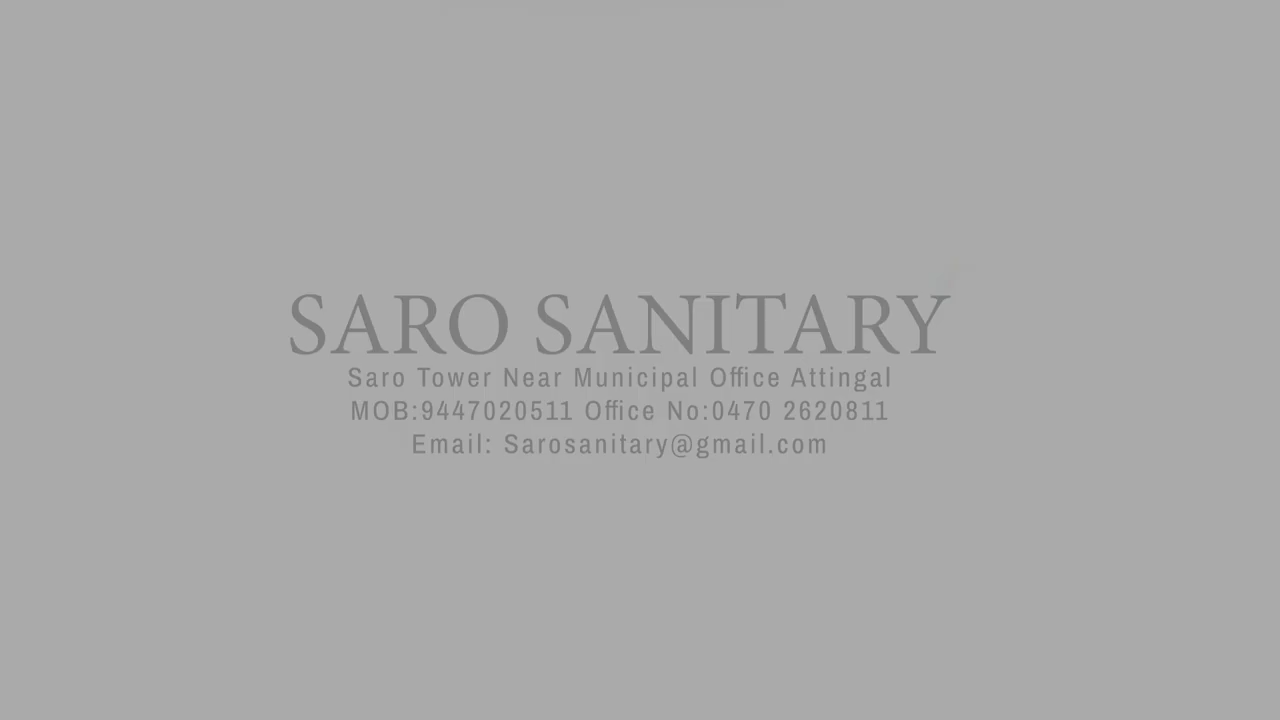 SARO SANITARY
Saro Tower Near Municipal Office Attingal
MOB:9447020511 Office No:0470 2620811
Email: Sarosanitary@gmail.com